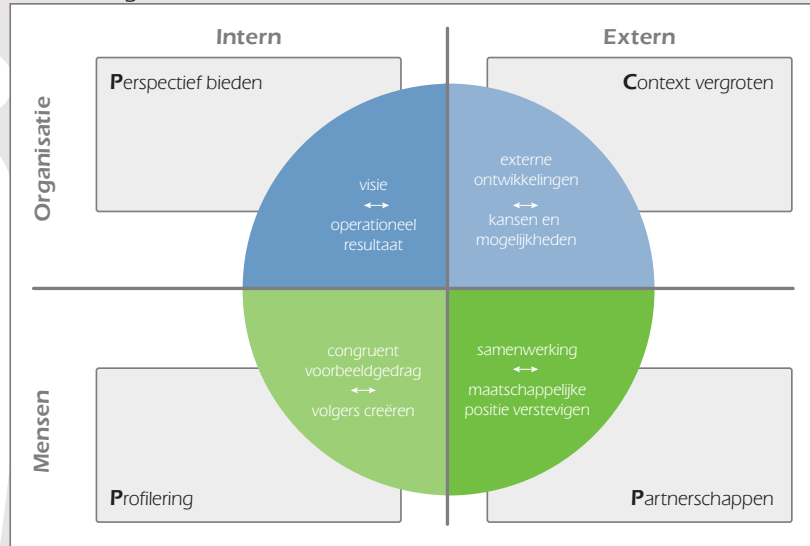 Intern
Extern
Organisatie
Perspectief bieden
Context vergroten
visie
↔
operationeel
resultaat
externe
ontwikkelingen
↔
kansen en
mogelijkheden
Mensen
congruent
voorbeeldgedrag
↔
volgers creëren
samenwerking
↔
maatschappelijke
positie verstevigen
Profilering
Partnerschappen